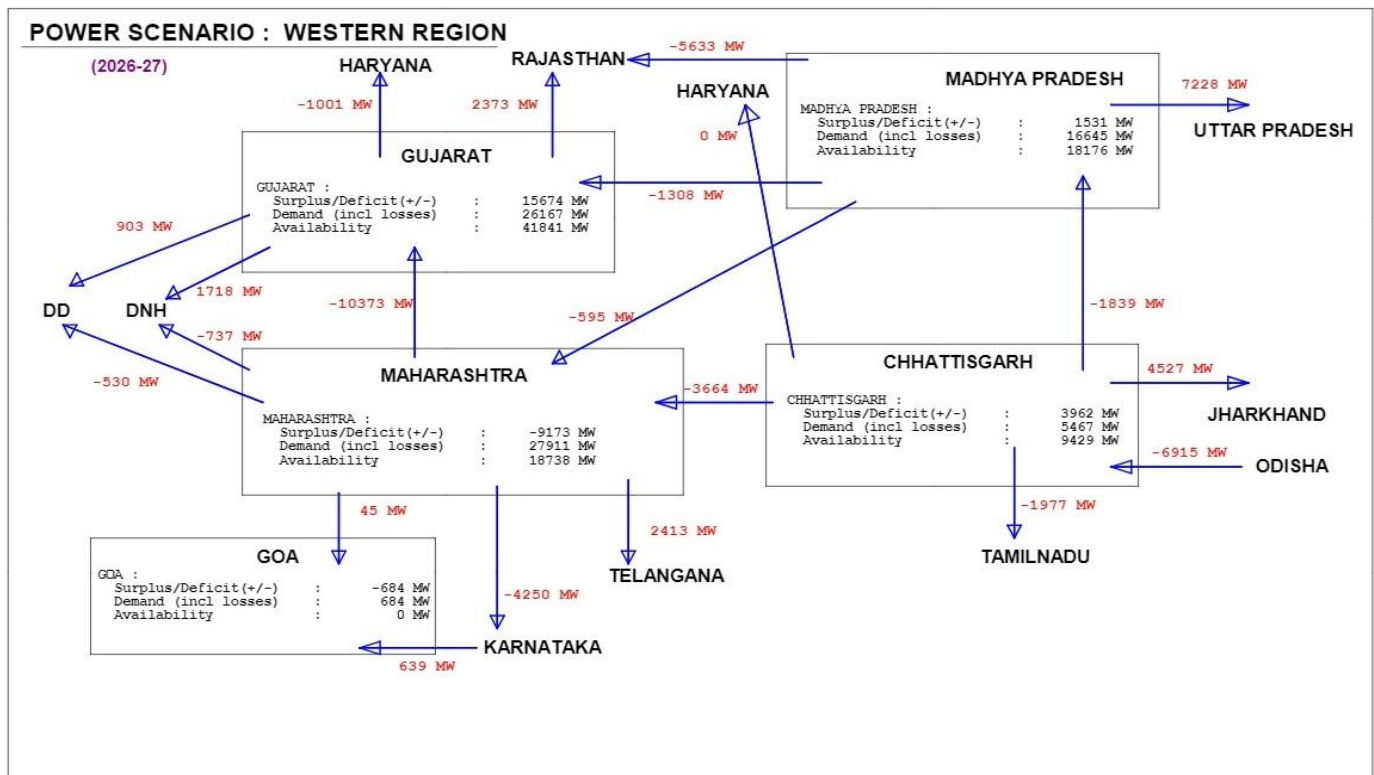 POWER SCENARIO : WESTERN REGION
(2026-27)
HARYANA
RAJASTHAN
-5633 MW
-1001 MW
2373 MW
HARYANA
0 MW
MADHYA PRADESH
MADHYA PRADESH :
Surplus/Deficit(+/-) : 1531 MW
Demand (incl losses) : 16645 MW
Availability : 18176 MW
7228 MW
UTTAR PRADESH
GUJARAT
GUJARAT :
Surplus/Deficit(+/-) : 15674 MW
Demand (incl losses) : 26167 MW
Availability : 41841 MW
-1308 MW
903 MW
1718 MW
-10373 MW
DD
DNH
-737 MW
-530 MW
-595 MW
-1839 MW
MAHARASHTRA
MAHARASHTRA :
Surplus/Deficit(+/-) : -9173 MW
Demand (incl losses) : 27911 MW
Availability : 18738 MW
-3664 MW
CHHATTISGARH
CHHATTISGARH :
Surplus/Deficit(+/-) : 3962 MW
Demand (incl losses) : 5467 MW
Availability : 9429 MW
4527 MW
JHARKHAND
-6915 MW
ODISHA
-1977 MW
TAMILNADU
45 MW
2413 MW
TELANGANA
-4250 MW
KARNATAKA
639 MW
GOA
GOA :
Surplus/Deficit(+/-) : -684 MW
Demand (incl losses) : 684 MW
Availability : 0 MW